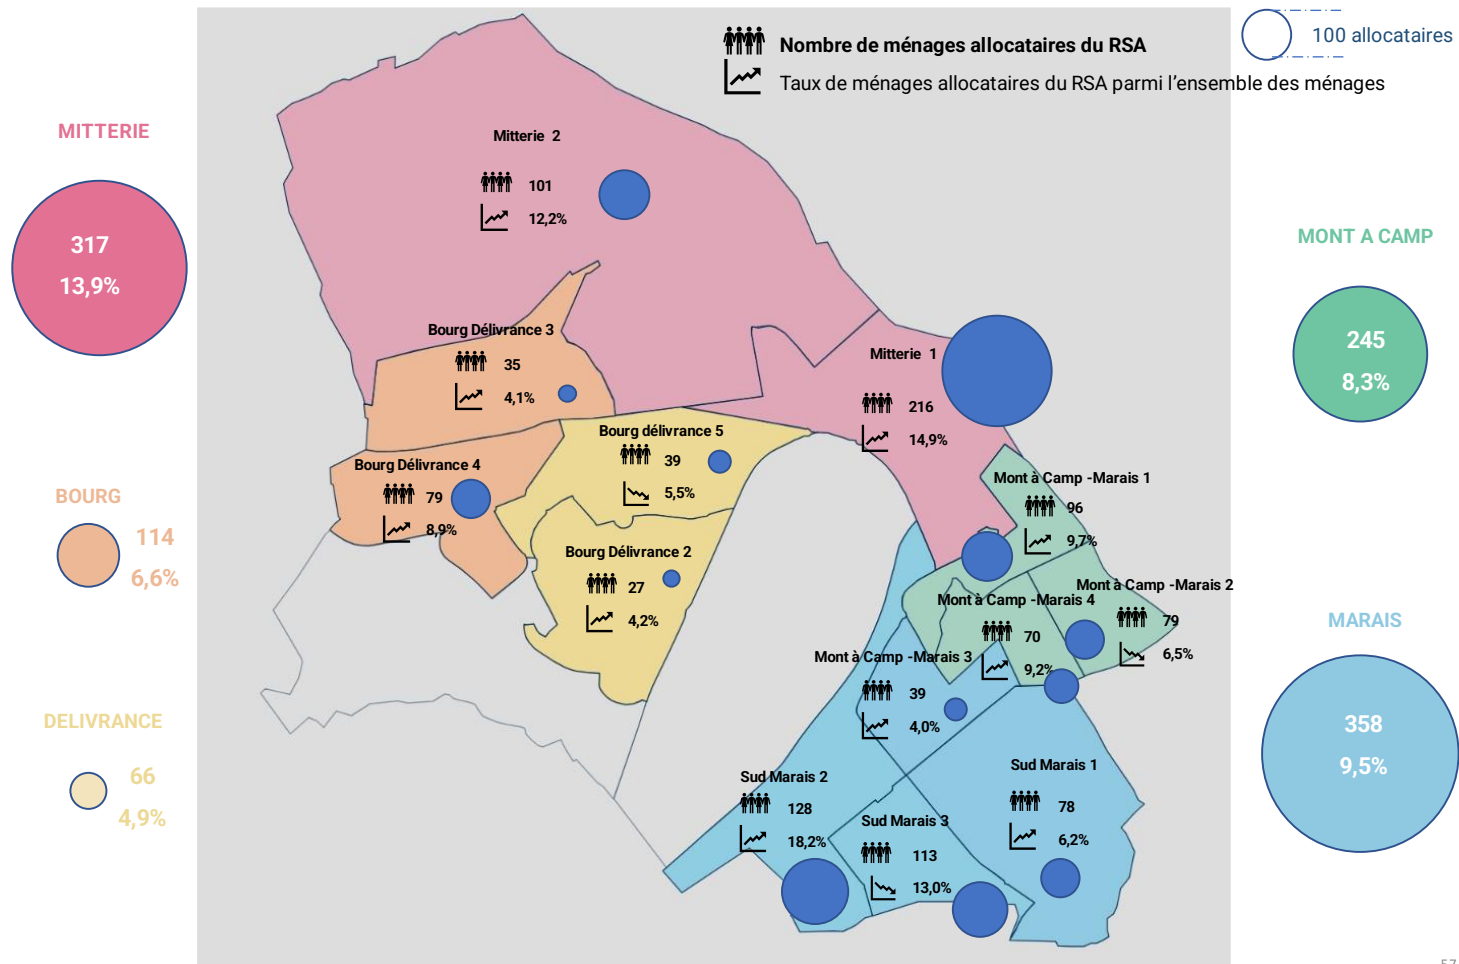 Nombre de ménages allocataires du RSA
Taux de ménages allocataires du RSA parmi l'ensemble des ménages
100 allocataires
MITTERIE
317
13,9%
BOURG
114
6,6%
DELIVRANCE
66
4,9%
Mitterie 2
101
12,2%
Bourg Délivrance 3
35
4,1%
Bourg Délivrance 4
79
8,9%
Bourg délivrance 5
39
5,5%
Bourg Délivrance 2
27
4,2%
Mitterie 1
216
14,9%
Mont à Camp -Marais 1
96
9,7%
Mont à Camp -Marais 2
79
6,5%
Mont à Camp -Marais 4
70
9,2%
Mont à Camp -Marais 3
39
4,0%
Sud Marais 2
128
18,2%
Sud Marais 3
113
13,0%
Sud Marais 1
78
6,2%
MONT A CAMP
245
8,3%
MARAIS
358
9,5%
57